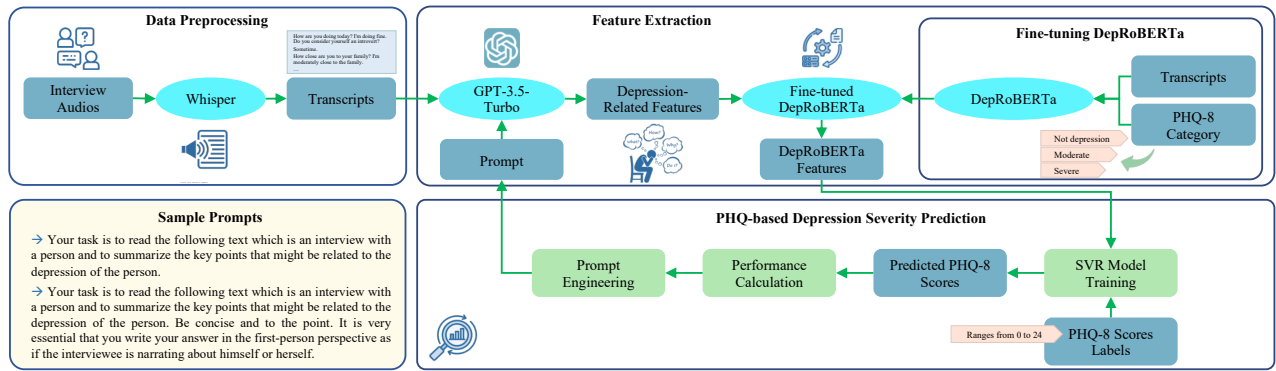 Data Preprocessing
How are you doing today? I'm doing fine.
Do you consider yourself an introvert?
Sometime.
How close are you to your family? I'm
moderately close to the family.
Interview
Audios
Whisper
Transcripts
Feature Extraction
GPT-3.5-
Turbo
Depression-
Related Features
Fine-tuned
DepRoBERTa
Prompt
What?
How?
Why?
Do it
DepRoBERTa
Features
Fine-tuning DepRoBERTa
DepRoBERTa
Transcripts
PHQ-8
Category
Not depression
Moderate
Severe
Sample Prompts
→ Your task is to read the following text which is an interview with
a person and to summarize the key points that might be related to the
depression of the person.
→ Your task is to read the following text which is an interview with
a person and to summarize the key points that might be related to the
depression of the person. Be concise and to the point. It is very
essential that you write your answer in the first-person perspective as
if the interviewee is narrating about himself or herself.
PHQ-based Depression Severity Prediction
Prompt
Engineering
Performance
Calculation
Predicted PHQ-8
Scores
SVR Model
Training
Ranges from 0 to 24
PHQ-8 Scores
Labels